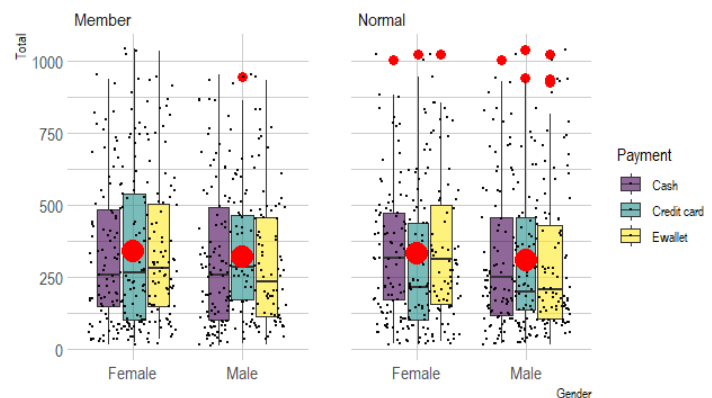 Member
Normal
Total
1000
750
500
250
0
Female
Male
Female
Male
Gender
Payment
Cash
Credit card
Ewallet